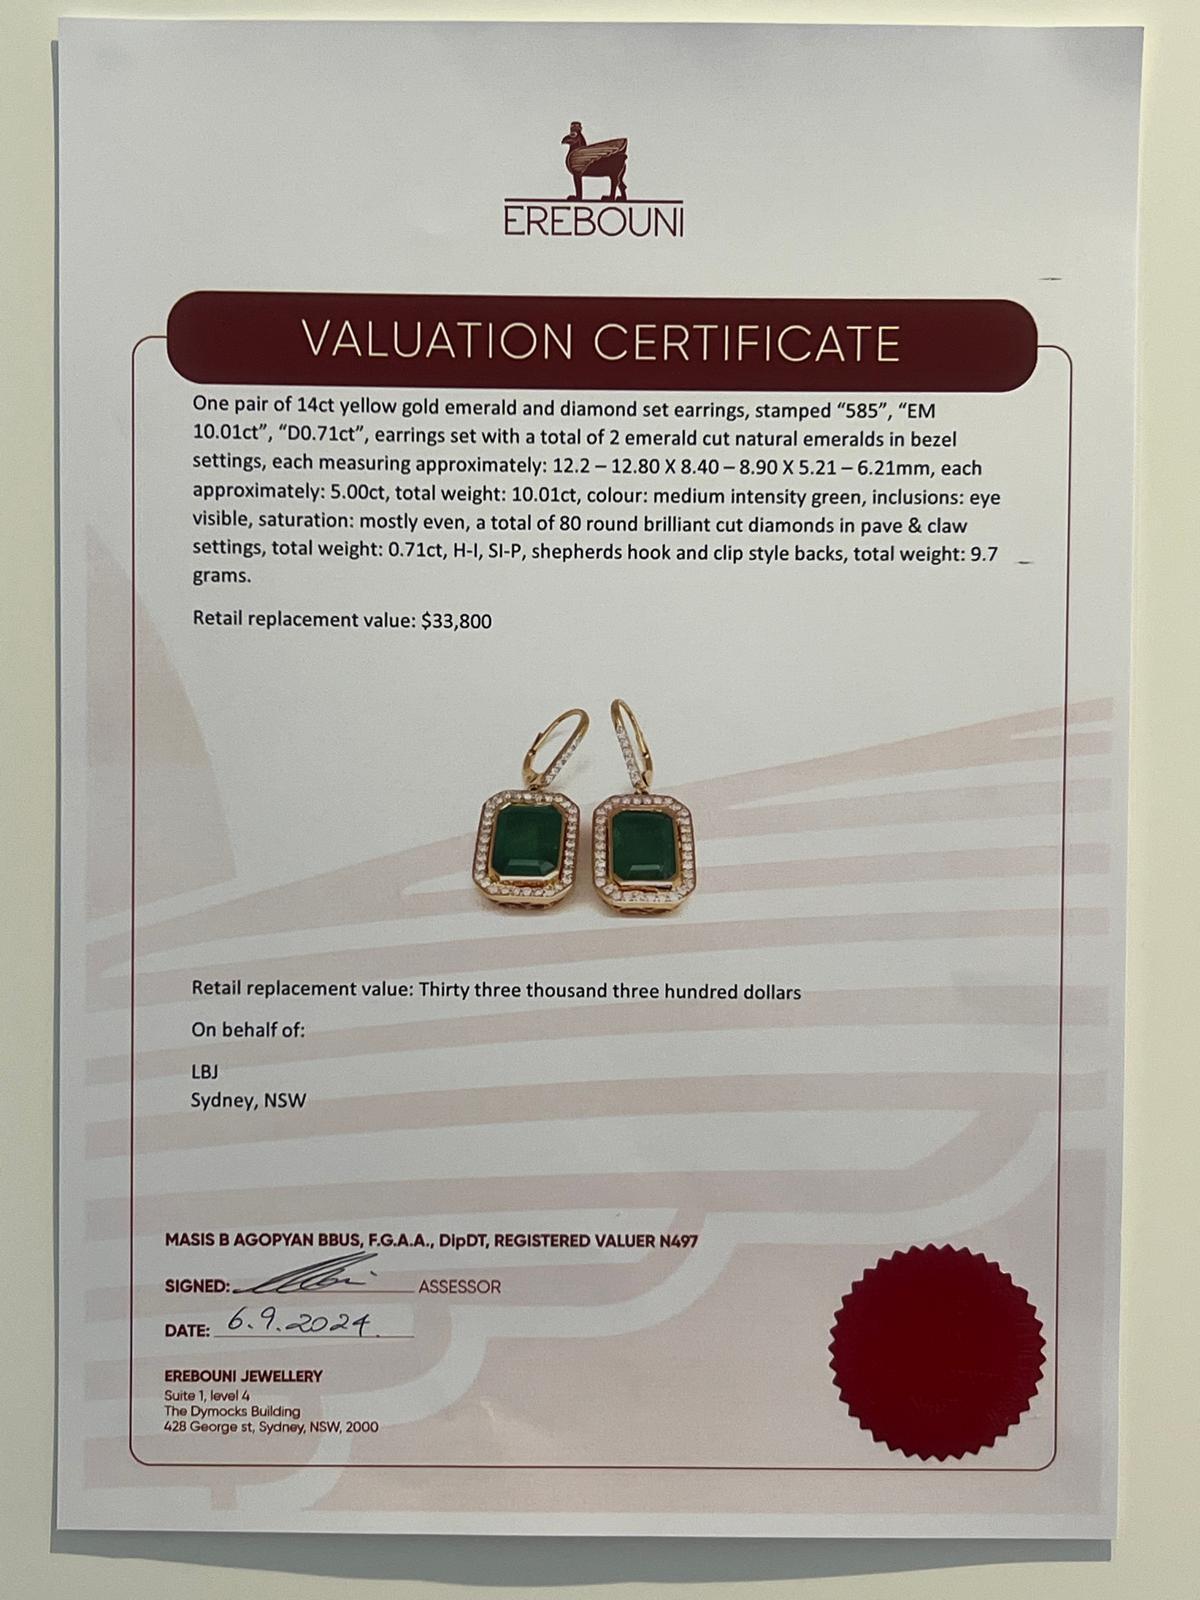 EREBOUNI
VALUATION CERTIFICATE
One pair of 14ct yellow gold emerald and diamond set earrings, stamped “585”, “EM
10.01ct”, “D0.71ct”, earrings set with a total of 2 emerald cut natural emeralds in bezel
settings, each measuring approximately: 12.2 – 12.80 X 8.40 – 8.90 X 5.21 – 6.21mm, each
approximately: 5.00ct, total weight: 10.01ct, colour: medium intensity green, inclusions: eye
visible, saturation: mostly even, a total of 80 round brilliant cut diamonds in pave & claw
settings, total weight: 0.71ct, H-I, SI-P, shepherds hook and clip style backs, total weight: 9.7
grams.
Retail replacement value: $33,800
Retail replacement value: Thirty three thousand three hundred dollars
On behalf of:
LBJ
Sydney, NSW
MASIS B AGOPYAN BBUS, F.G.A.A., DipDT, REGISTERED VALUER N497
SIGNED: ASSESSOR
DATE: 6.9.2024
EREBOUNI JEWELLERY
Suite 1, level 4
The Dymocks Building
428 George st, Sydney, NSW, 2000